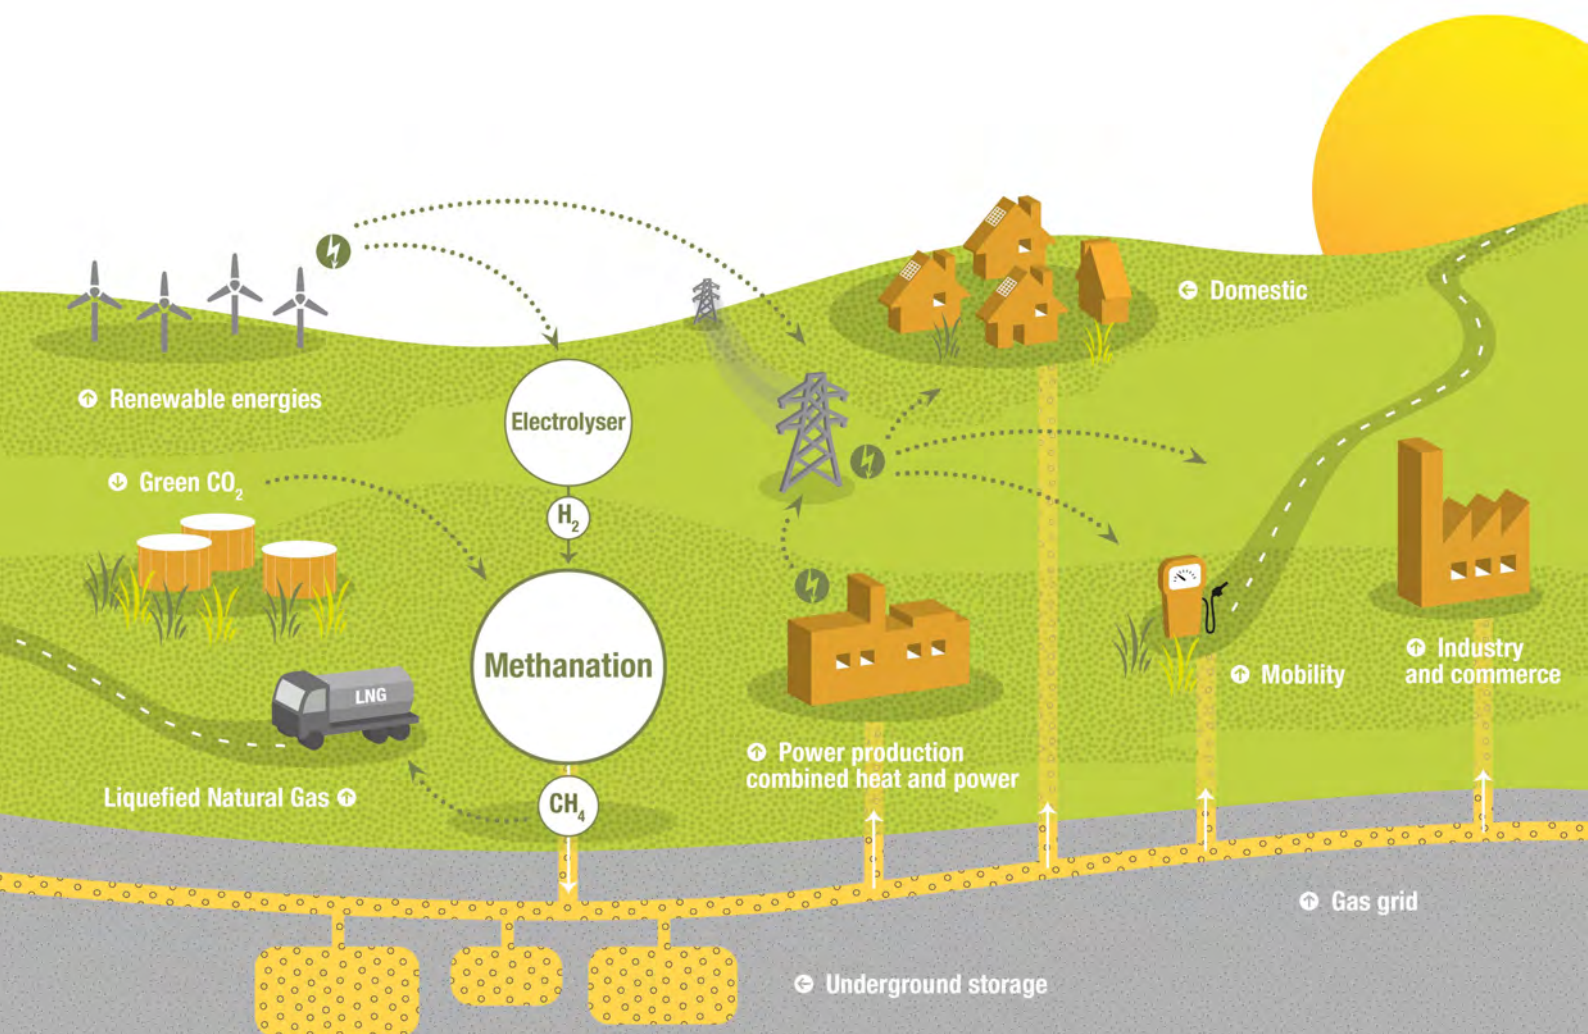 Domestic
Renewable energies
Electrolyser
Green CO₂
H₂
Methanation
LNG
Industry
and commerce
Mobility
Power production
combined heat and power
Liquefied Natural Gas
CH₄
Gas grid
Underground storage